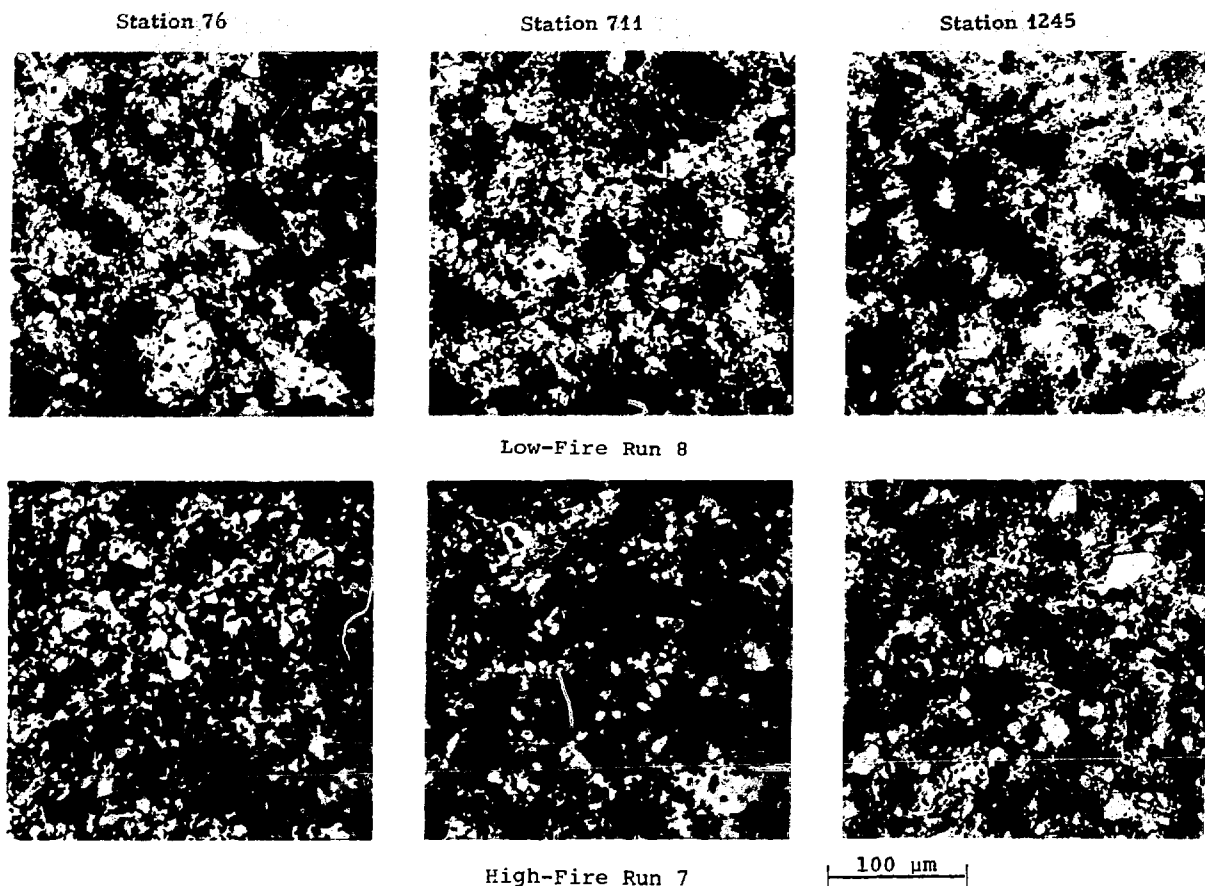 Station 76
Station 711
Station 1245
Low-Fire Run 8
High-Fire Run 7
100 µm